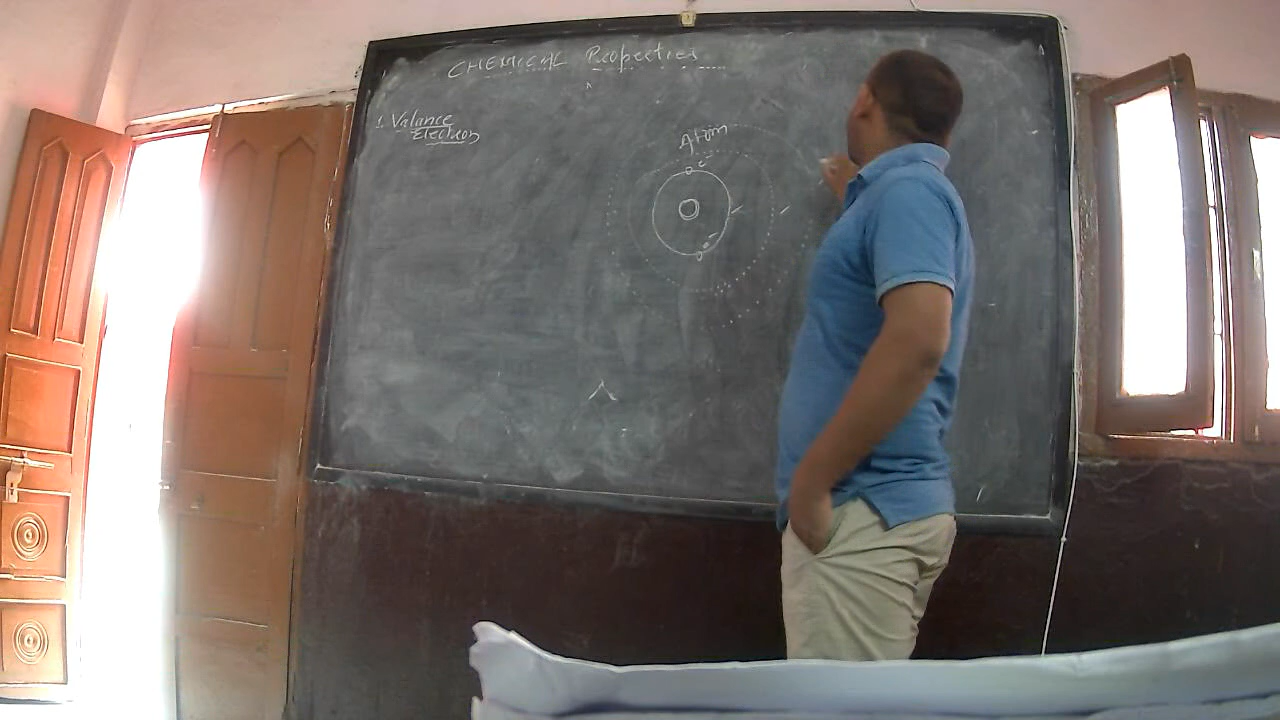 CHEMICAL Properties
1. Valance
Electron
Atom
e-
e-